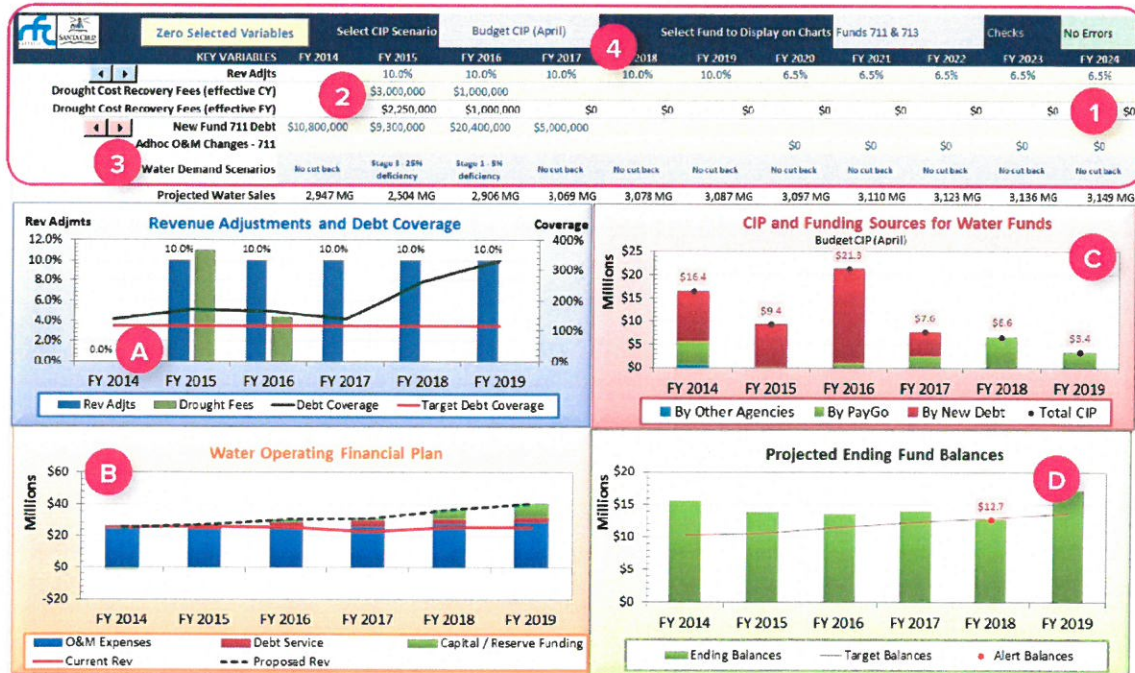 rfc
SANTA CRUZ
Zero Selected Variables
Select CIP Scenario
Budget CIP (April)
4
Select Fund to Display on Charts
Funds 711 & 713
Checks
No Errors
KEY VARIABLES FY 2014 FY 2015 FY 2016 FY 2017 FY 2018 FY 2019 FY 2020 FY 2021 FY 2022 FY 2023 FY 2024
Rev Adjts 10.0% 10.0% 10.0% 10.0% 10.0% 6.5% 6.5% 6.5% 6.5% 6.5%
Drought Cost Recovery Fees (effective CY) 2 $3,000,000 $1,000,000 1
Drought Cost Recovery Fees (effective FY) $2,250,000 $1,000,000 $0 $0 $0 $0 $0 $0 $0 $0
New Fund 711 Debt $10,800,000 $9,300,000 $20,400,000 $5,000,000
Adhoc O&M Changes - 711 $0 $0 $0 $0 $0
3
Water Demand Scenarios No cut back Stage 3 - 25% deficiency Stage 1 - 5% deficiency No cut back No cut back No cut back No cut back No cut back No cut back No cut back No cut back
Projected Water Sales 2,947 MG 2,504 MG 2,906 MG 3,069 MG 3,078 MG 3,087 MG 3,097 MG 3,110 MG 3,123 MG 3,136 MG 3,149 MG
Rev Adjmts
Revenue Adjustments and Debt Coverage
Coverage
12.0%
10.0%
8.0%
6.0%
4.0%
2.0%
0.0%
0.0% 10.0% 10.0% 10.0% 10.0% 10.0%
400%
300%
200%
100%
0%
A
FY 2014 FY 2015 FY 2016 FY 2017 FY 2018 FY 2019
Rev Adjts Drought Fees Debt Coverage Target Debt Coverage
CIP and Funding Sources for Water Funds
Budget CIP (April)
C
Millions
$25
$20
$15
$10
$5
$0
$16.4 $9.4 $21.3 $7.6 $6.6 $3.4
FY 2014 FY 2015 FY 2016 FY 2017 FY 2018 FY 2019
By Other Agencies By PayGo By New Debt Total CIP
B
Water Operating Financial Plan
Millions
$60
$40
$20
$0
-$20
FY 2014 FY 2015 FY 2016 FY 2017 FY 2018 FY 2019
O&M Expenses Debt Service Capital / Reserve Funding
Current Rev Proposed Rev
Projected Ending Fund Balances
D
Millions
$20
$15
$10
$5
$0
$12.7
FY 2014 FY 2015 FY 2016 FY 2017 FY 2018 FY 2019
Ending Balances Target Balances Alert Balances